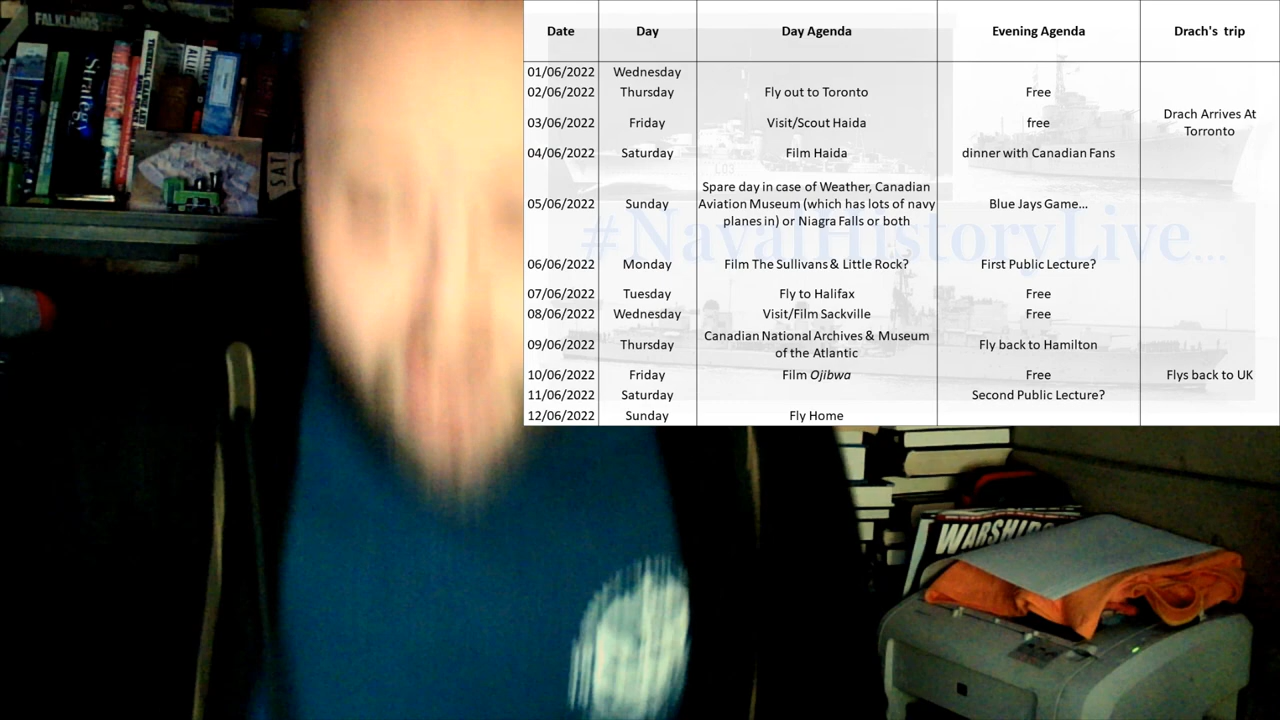 FALKLANDS
Strategy
SAT
WARSHIPS
Date Day Day Agenda Evening Agenda Drach's trip
01/06/2022 Wednesday
02/06/2022 Thursday Fly out to Toronto Free
03/06/2022 Friday Visit/Scout Haida free
Drach Arrives At
Torronto
04/06/2022 Saturday Film Haida dinner with Canadian Fans
Spare day in case of Weather, Canadian
05/06/2022 Sunday Aviation Museum (which has lots of navy Blue Jays Game...
planes in) or Niagra Falls or both
#NavalHistoryLive...
06/06/2022 Monday Film The Sullivans & Little Rock? First Public Lecture?
07/06/2022 Tuesday Fly to Halifax Free
08/06/2022 Wednesday Visit/Film Sackville Free
Canadian National Archives & Museum
09/06/2022 Thursday of the Atlantic Fly back to Hamilton
10/06/2022 Friday Film Ojibwa Free Flys back to UK
11/06/2022 Saturday Second Public Lecture?
12/06/2022 Sunday Fly Home
L03